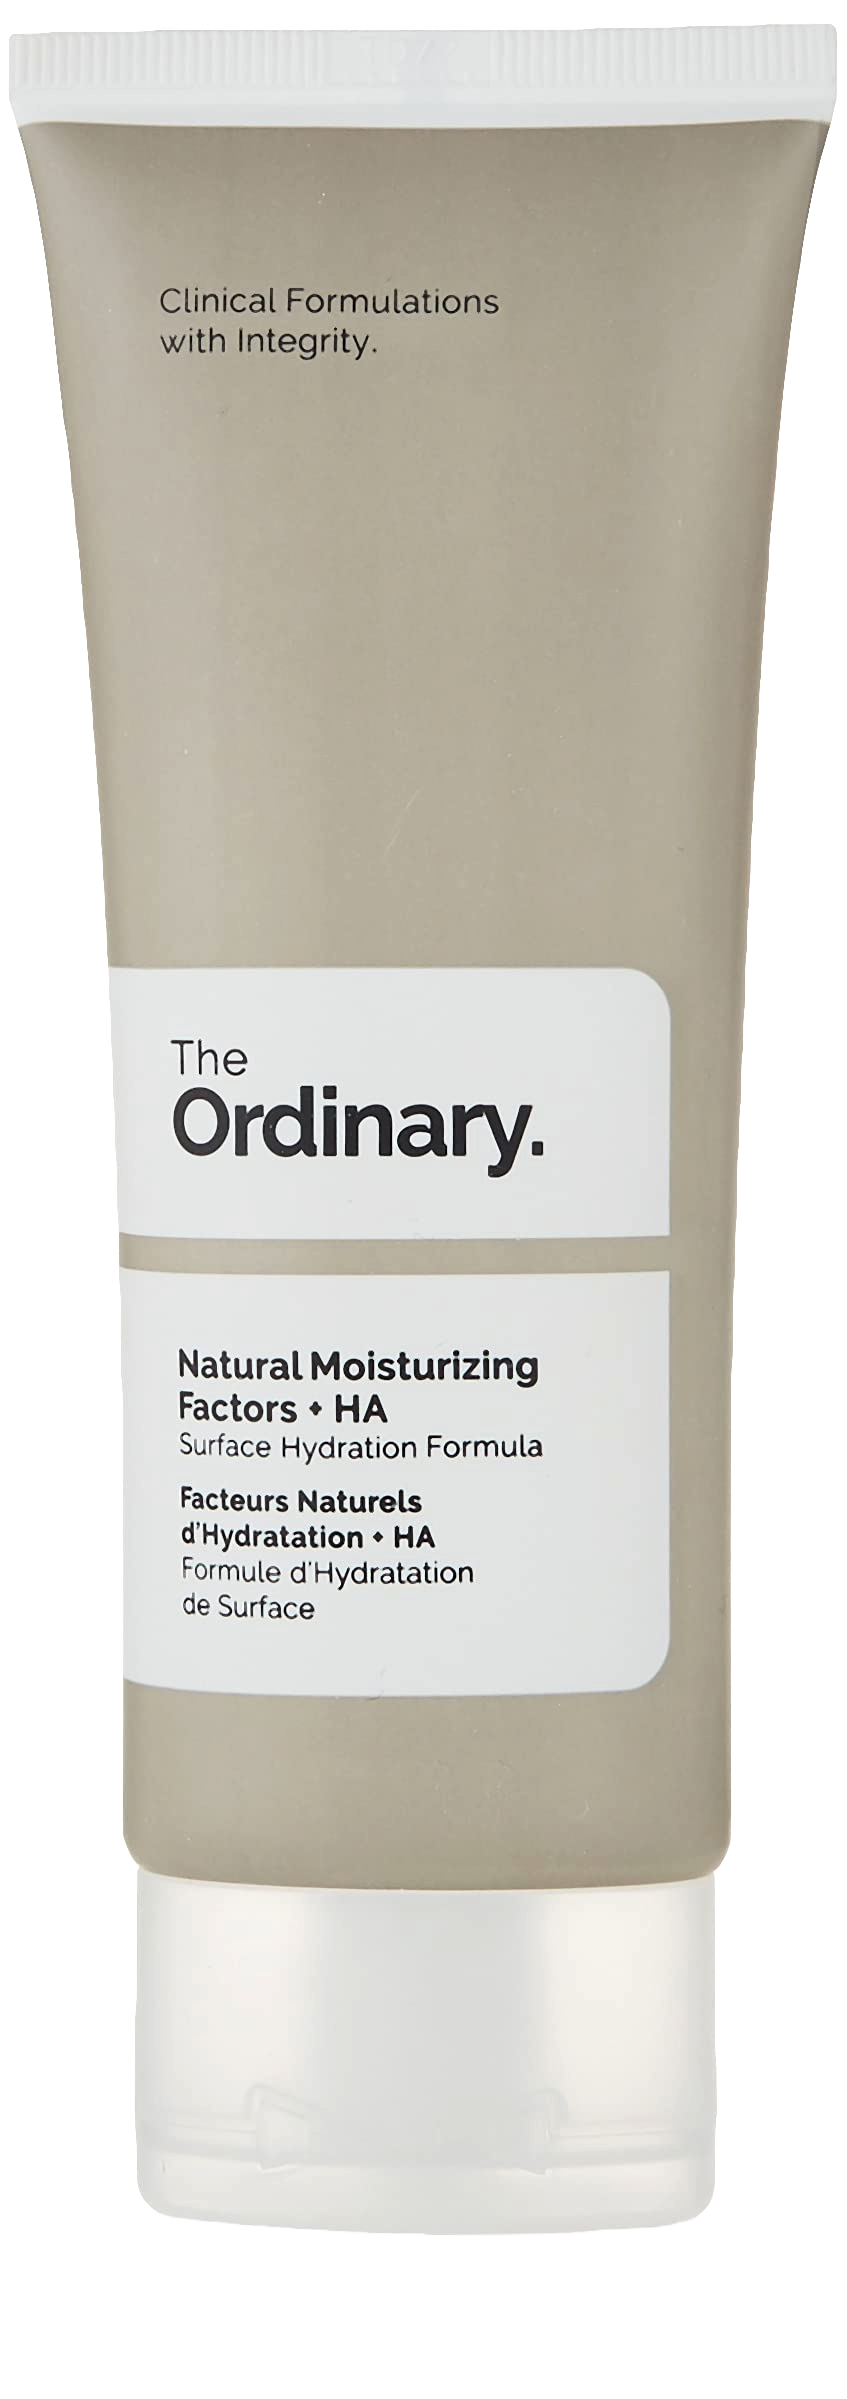 Clinical Formulations
with Integrity.
The
Ordinary.
Natural Moisturizing
Factors + HA
Surface Hydration Formula
Facteurs Naturels
d'Hydratation + HA
Formule d'Hydratation
de Surface